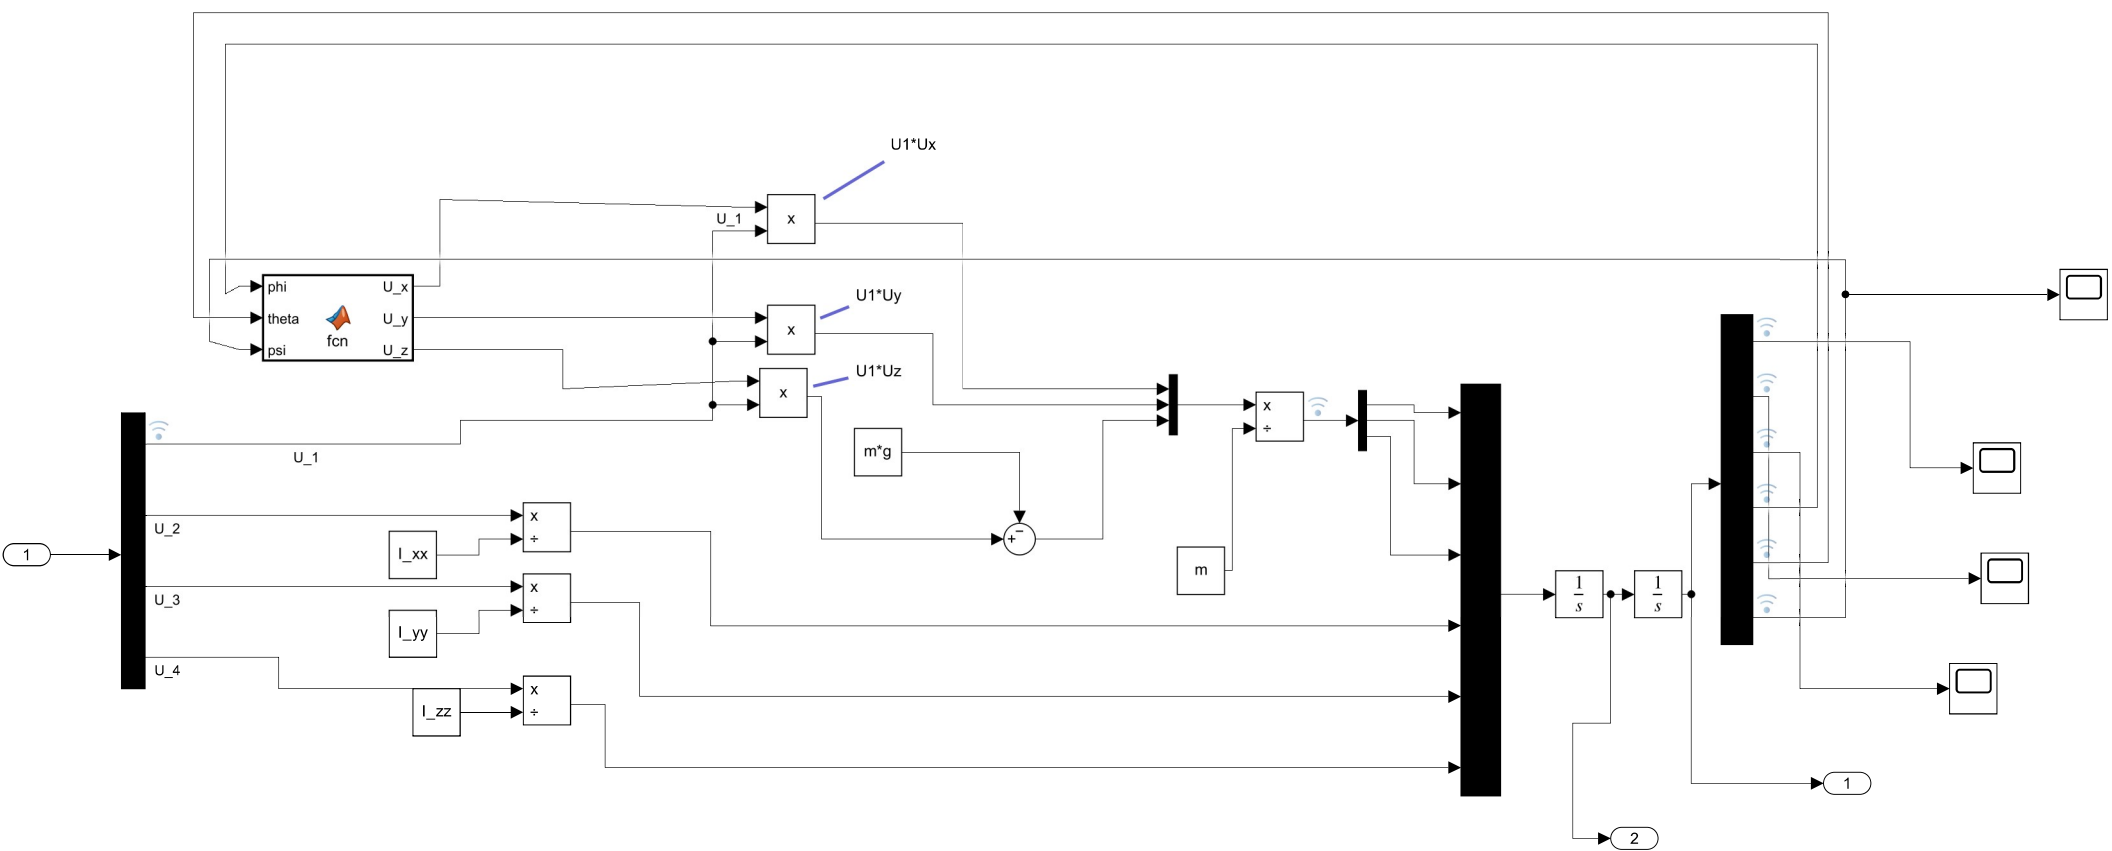 U1*Ux
x
U_1
phi U_x
theta U_y
fcn
psi U_z
U1*Uy
x
U1*Uz
x
U_1
m*g
x
÷
U_2
x
÷
I_xx
−
+
1
m
U_3
x
÷
I_yy
1
s
1
s
U_4
x
÷
I_zz
1
2